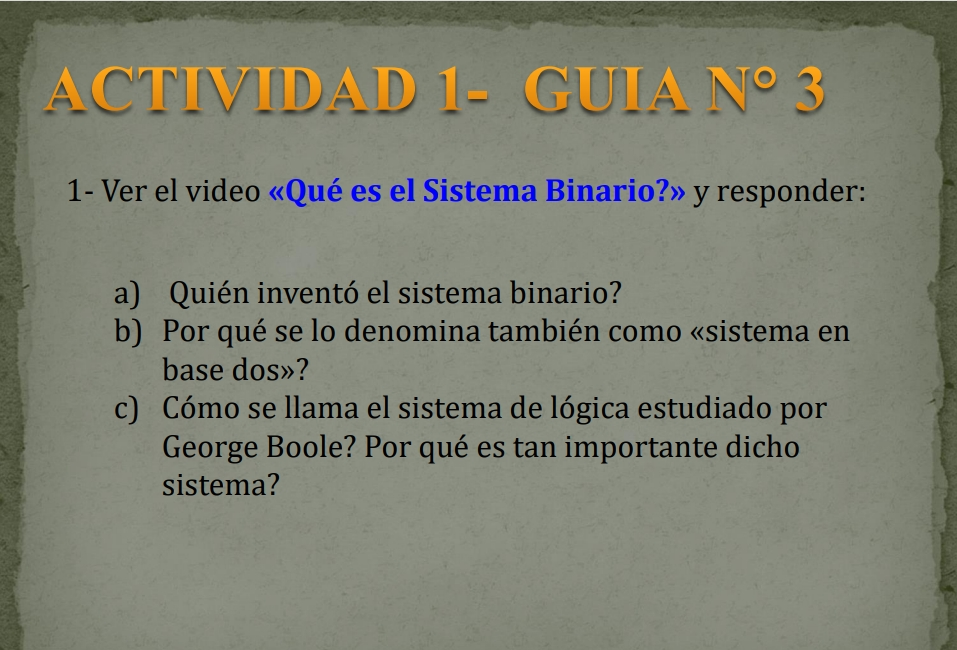 ACTIVIDAD 1- GUIA N° 3
1- Ver el video «Qué es el Sistema Binario?» y responder:
a) Quién inventó el sistema binario?
b) Por qué se lo denomina también como «sistema en
base dos»?
c) Cómo se llama el sistema de lógica estudiado por
George Boole? Por qué es tan importante dicho
sistema?